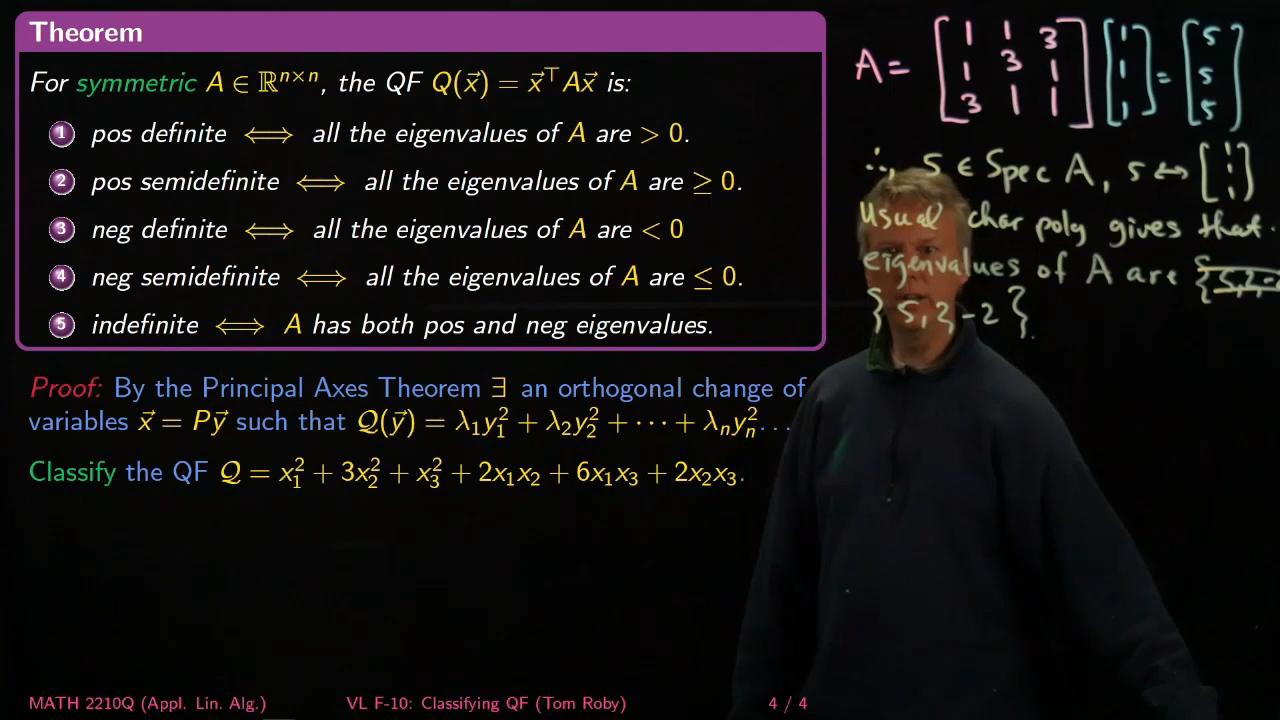 Theorem
For symmetric A ∈ ℝⁿˣⁿ, the QF Q(x⃗) = x⃗ᵀAx⃗ is:
1 pos definite ⟺ all the eigenvalues of A are > 0.
2 pos semidefinite ⟺ all the eigenvalues of A are ≥ 0.
3 neg definite ⟺ all the eigenvalues of A are < 0
4 neg semidefinite ⟺ all the eigenvalues of A are ≤ 0.
5 indefinite ⟺ A has both pos and neg eigenvalues.
Proof: By the Principal Axes Theorem ∃ an orthogonal change of
variables x⃗ = Py⃗ such that 𝒬(y⃗) = λ₁y₁² + λ₂y₂² + ⋯ + λₙyₙ²...
Classify the QF 𝒬 = x₁² + 3x₂² + x₃² + 2x₁x₂ + 6x₁x₃ + 2x₂x₃.
A = [1 1 3] [1] = [5]
[1 3 1] [1] [5]
[3 1 1] [1] [5]
∴, 5 ∈ Spec A, 5 ↔ [1 1 1]
Usual char poly gives that
eigenvalues of A are
{5, 2, -2}.
MATH 2210Q (Appl. Lin. Alg.) VL F-10: Classifying QF (Tom Roby) 4 / 4